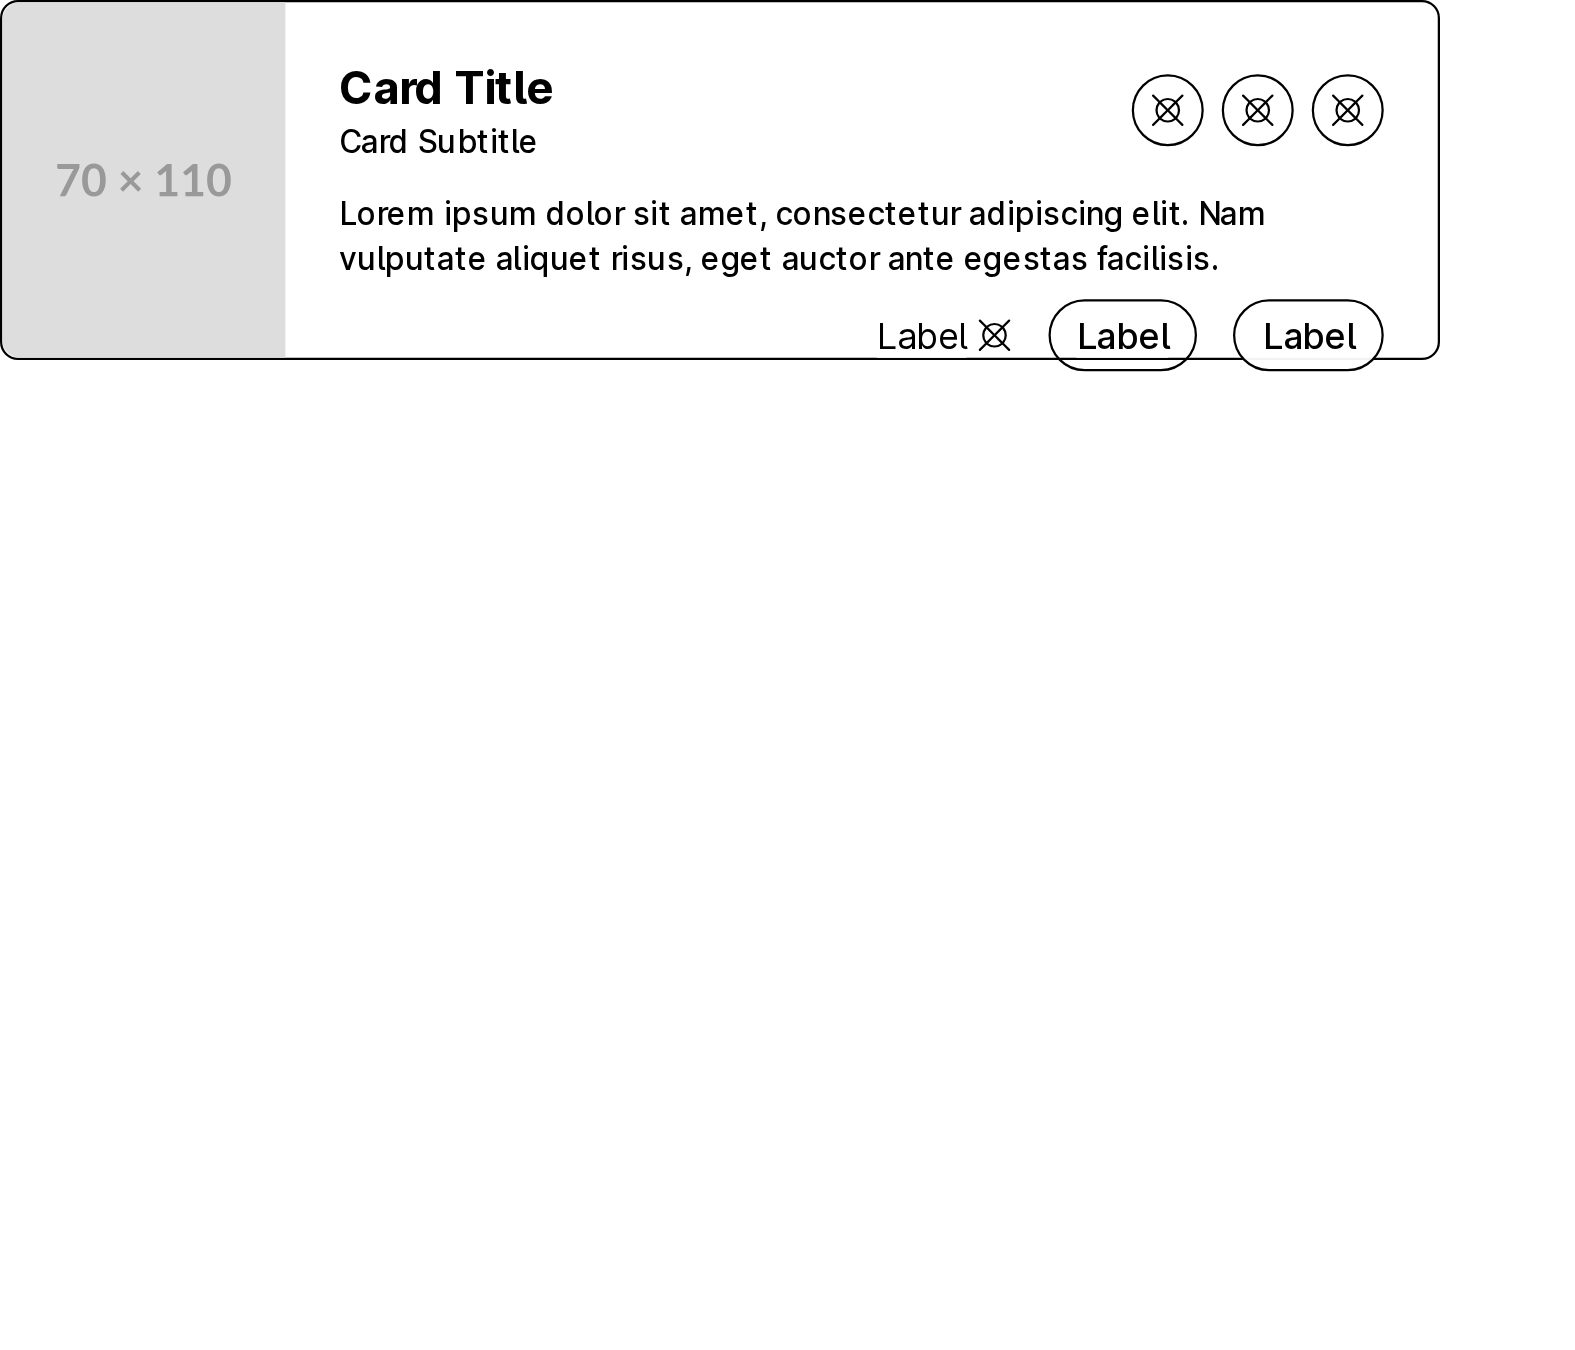 70 × 110
Card Title
Card Subtitle
Lorem ipsum dolor sit amet, consectetur adipiscing elit. Nam
vulputate aliquet risus, eget auctor ante egestas facilisis.
Label Label Label